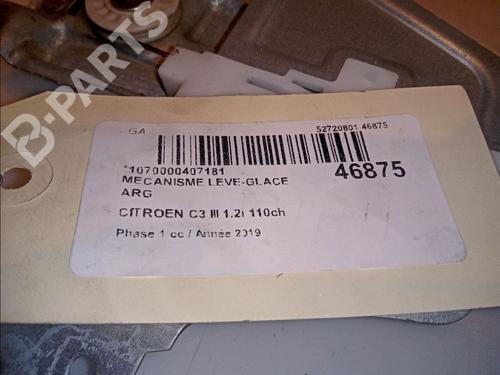 B-PARTS
GA
52720801 46875
*1070000407181
46875
MECANISME LEVE-GLACE
ARG
CITROEN C3 III 1.2i 110ch
Phase 1 cc / Année 2019